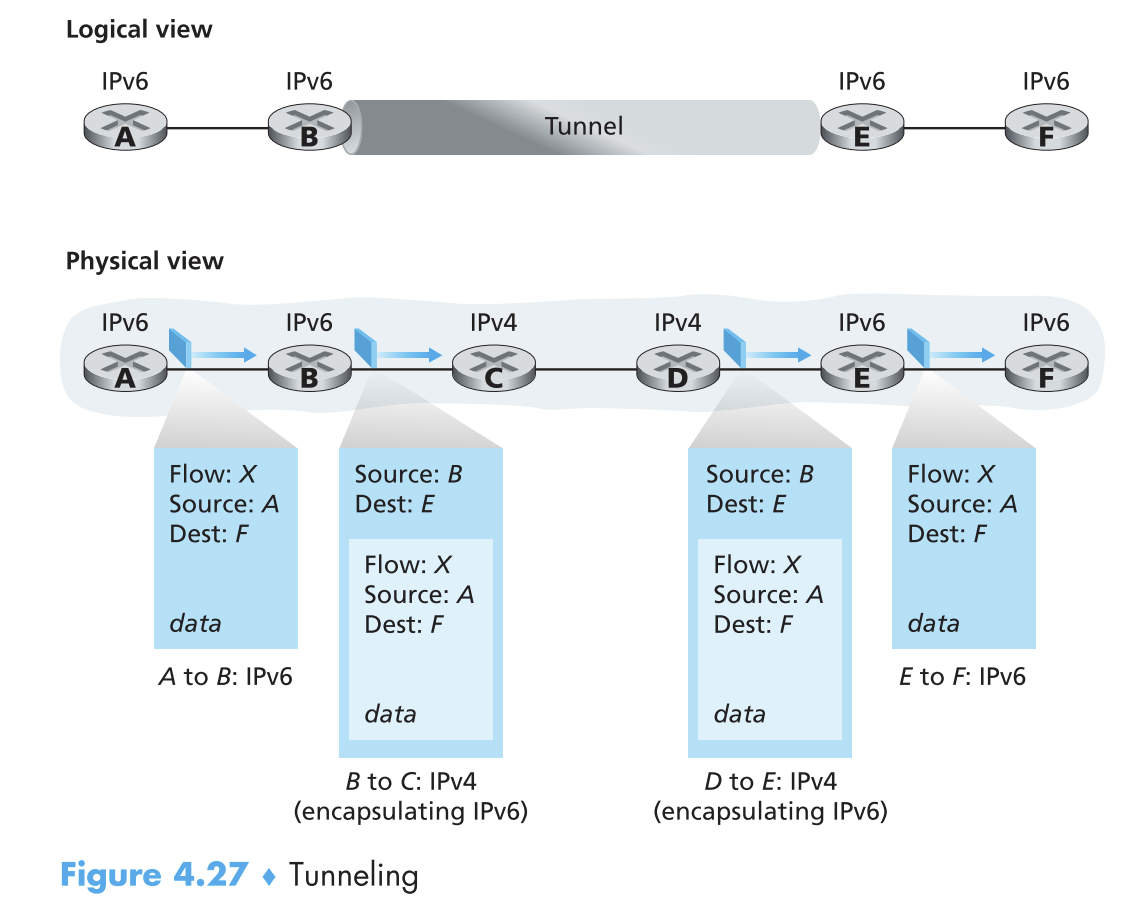 Logical view
IPv6 IPv6 IPv6 IPv6
A B Tunnel E F
Physical view
IPv6 IPv6 IPv4 IPv4 IPv6 IPv6
A B C D E F
Flow: X
Source: A
Dest: F
data
A to B: IPv6
Source: B
Dest: E
Flow: X
Source: A
Dest: F
data
B to C: IPv4
(encapsulating IPv6)
Source: B
Dest: E
Flow: X
Source: A
Dest: F
data
D to E: IPv4
(encapsulating IPv6)
Flow: X
Source: A
Dest: F
data
E to F: IPv6
Figure 4.27 ♦ Tunneling